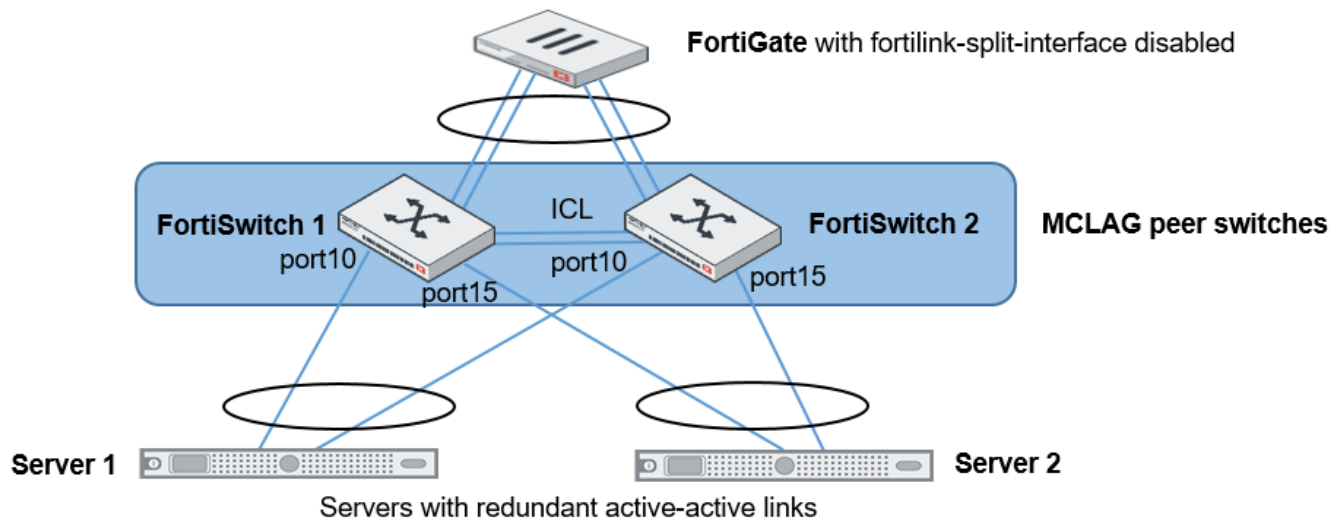 FortiGate with fortilink-split-interface disabled
FortiSwitch 1
ICL
FortiSwitch 2
MCLAG peer switches
port10
port10
port15
port15
Server 1
Server 2
Servers with redundant active-active links